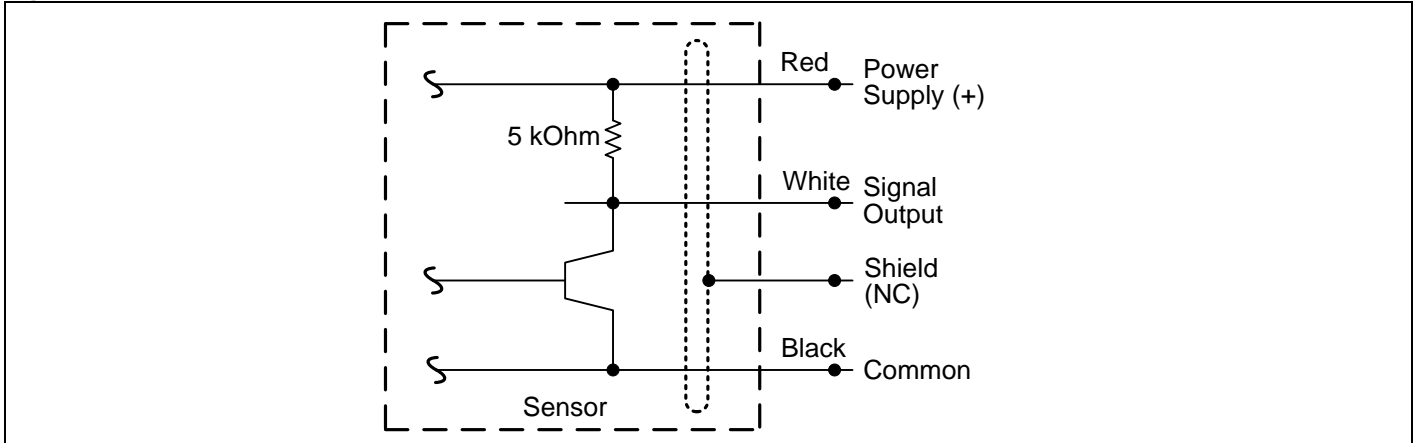 Red
Power
Supply (+)
5 kOhm
White
Signal
Output
Shield
(NC)
Black
Common
Sensor